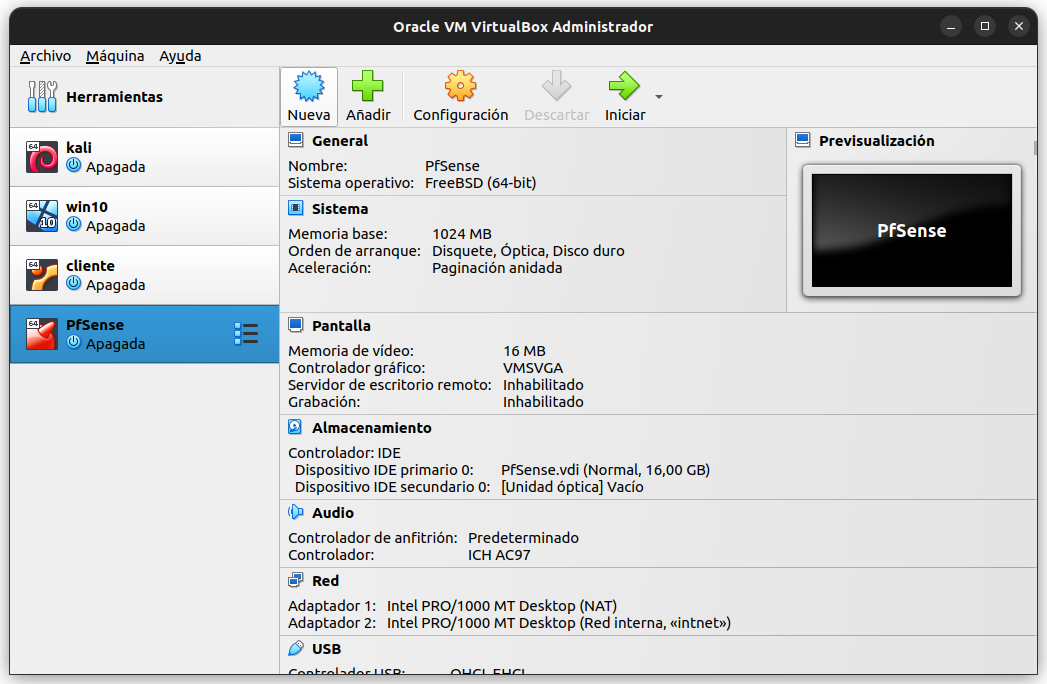 Oracle VM VirtualBox Administrador
Archivo Máquina Ayuda
Herramientas
Nueva Añadir Configuración Descartar Iniciar
64
kali
Apagada
64
10
win10
Apagada
64
cliente
Apagada
64
PfSense
Apagada
General
Nombre: PfSense
Sistema operativo: FreeBSD (64-bit)
Sistema
Memoria base: 1024 MB
Orden de arranque: Disquete, Óptica, Disco duro
Aceleración: Paginación anidada
Previsualización
PfSense
Pantalla
Memoria de vídeo: 16 MB
Controlador gráfico: VMSVGA
Servidor de escritorio remoto: Inhabilitado
Grabación: Inhabilitado
Almacenamiento
Controlador: IDE
Dispositivo IDE primario 0: PfSense.vdi (Normal, 16,00 GB)
Dispositivo IDE secundario 0: [Unidad óptica] Vacío
Audio
Controlador de anfitrión: Predeterminado
Controlador: ICH AC97
Red
Adaptador 1: Intel PRO/1000 MT Desktop (NAT)
Adaptador 2: Intel PRO/1000 MT Desktop (Red interna, «intnet»)
USB
Controlador USB: OHCI, EHCI